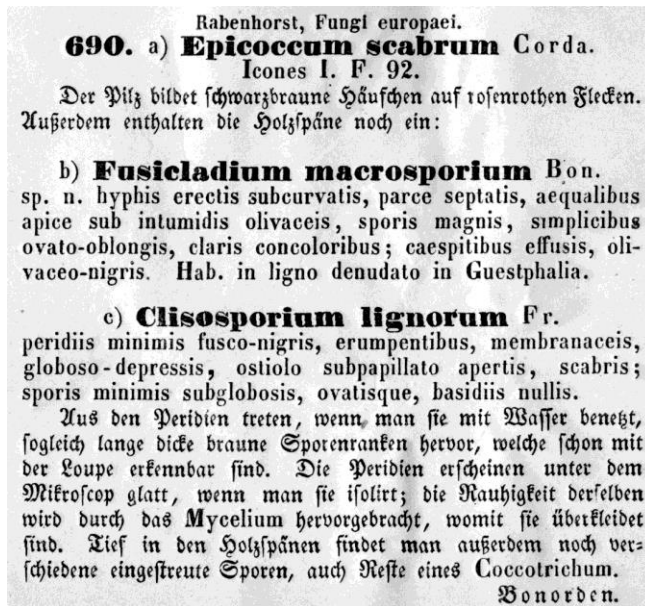 Rabenhorst, Fungi europaei.
690. a) Epicoccum scabrum Corda.
Icones I. F. 92.
Der Pilz bildet schwarzbraune Häufchen auf rosenrothen Flecken.
Außerdem enthalten die Holzspäne noch ein:
b) Fusicladium macrosporium Bon.
sp. n. hyphis erectis subcurvatis, parce septatis, aequalibus
apice sub intumidis olivaceis, sporis magnis, simplicibus
ovato-oblongis, claris concoloribus; caespitibus effusis, oli-
vaceo-nigris. Hab. in ligno denudato in Guestphalia.
c) Clisosporium lignorum Fr.
peridiis minimis fusco-nigris, erumpentibus, membranaceis,
globoso-depressis, ostiolo subpapillato apertis, scabris;
sporis minimis subglobosis, ovatisque, basidiis nullis.
Aus den Peridien treten, wenn man sie mit Wasser benetzt,
sogleich lange dicke braune Sporenranken hervor, welche schon mit
der Loupe erkennbar sind. Die Peridien erscheinen unter dem
Mikroscop glatt, wenn man sie isolirt; die Rauhigkeit derselben
wird durch das Mycelium hervorgebracht, womit sie überkleidet
sind. Tief in den Holzspänen findet man außerdem noch ver=
schiedene eingestreute Sporen, auch Reste eines Coccotrichum.
Bonorden.